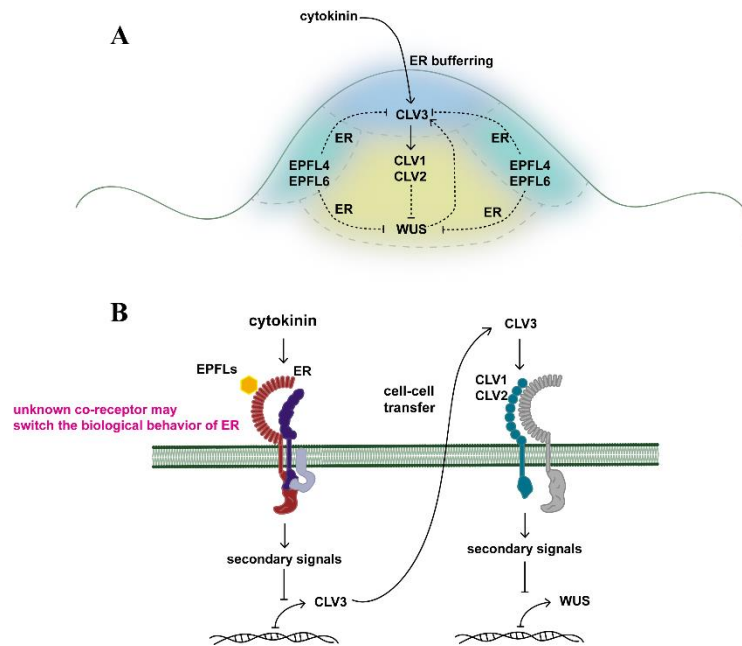 A
cytokinin
ER bufferring
CLV3
ER
ER
EPFL4
EPFL6
CLV1
CLV2
EPFL4
EPFL6
ER
ER
WUS
B
cytokinin
CLV3
EPFLs
ER
CLV1
CLV2
cell-cell
transfer
unknown co-receptor may
switch the biological behavior of ER
secondary signals
secondary signals
CLV3
WUS